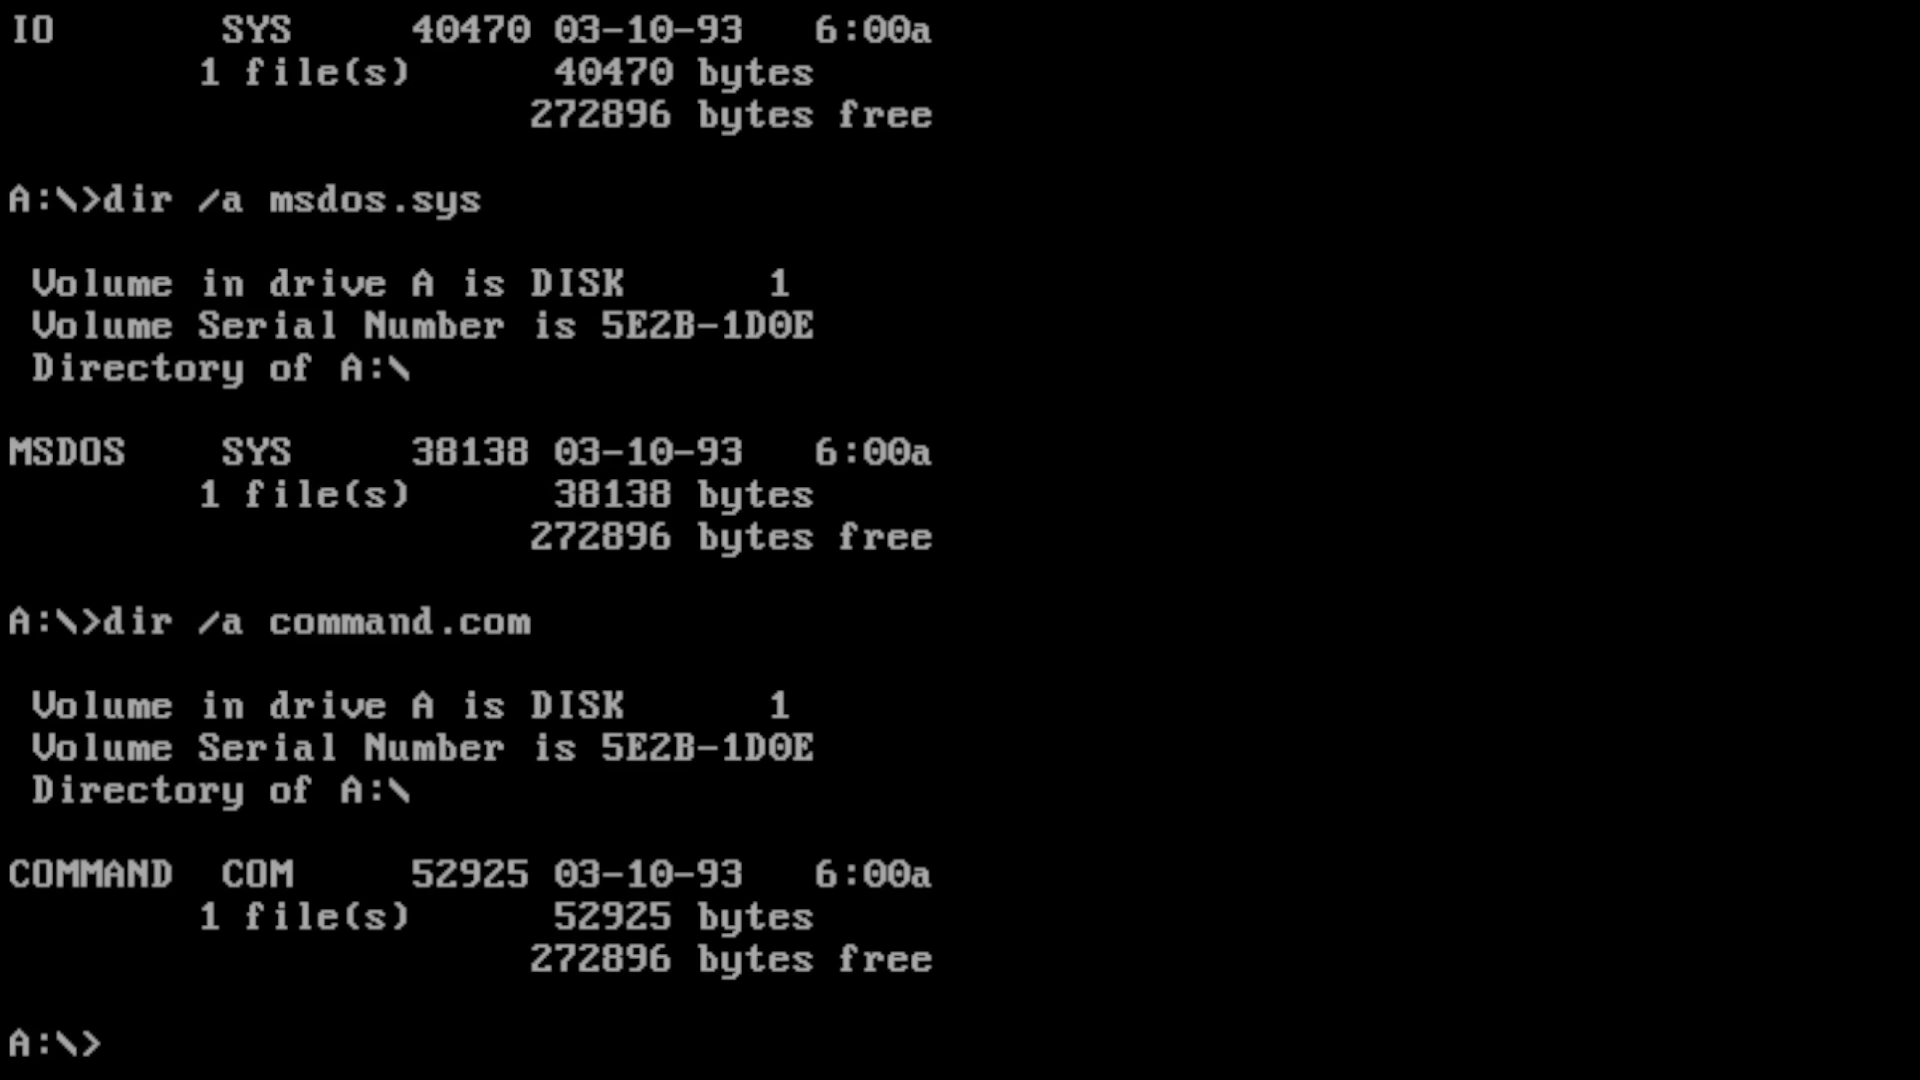 IO       SYS     40470 03-10-93   6:00a
        1 file(s)      40470 bytes
                      272896 bytes free
A:\>dir /a msdos.sys
 Volume in drive A is DISK      1
 Volume Serial Number is 5E2B-1D0E
 Directory of A:\
MSDOS    SYS     38138 03-10-93   6:00a
        1 file(s)      38138 bytes
                      272896 bytes free
A:\>dir /a command.com
 Volume in drive A is DISK      1
 Volume Serial Number is 5E2B-1D0E
 Directory of A:\
COMMAND  COM     52925 03-10-93   6:00a
        1 file(s)      52925 bytes
                      272896 bytes free
A:\>